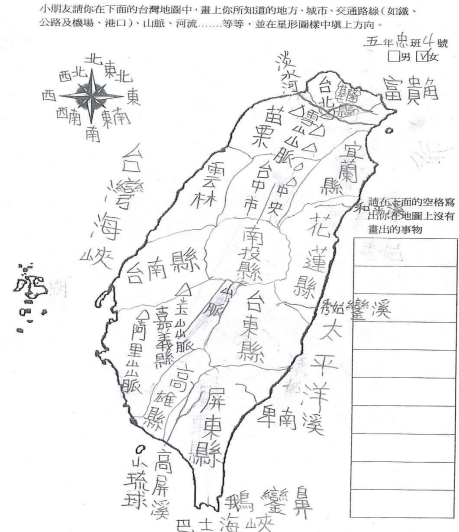 小朋友請你在下面的台灣地圖中，畫上你所知道的地方、城市、交通路線（如鐵、
公路及機場、港口）、山脈、河流.......等等，並在星形圖樣中填上方向。
五年忠班4號
□男 ☑女
北
東北
東
東南
南
西南
西
西北
淡水河
台北
富貴角
苗栗
雪山山脈
宜蘭縣
台灣海峽
雲林
台中市
中央
山脈
花蓮縣
和平溪
請在下面的空格寫
出你在地圖上沒有
畫出的事物
南投縣
台南縣
台東縣
秀姑巒溪
太平洋
玉山山脈
嘉義縣
阿里山山脈
高雄縣
屏東縣
卑南溪
小琉球
高屏溪
鵝鑾鼻
巴士海峽